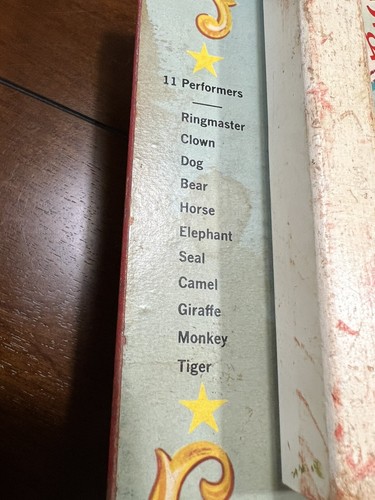 11 Performers
Ringmaster
Clown
Dog
Bear
Horse
Elephant
Seal
Camel
Giraffe
Monkey
Tiger